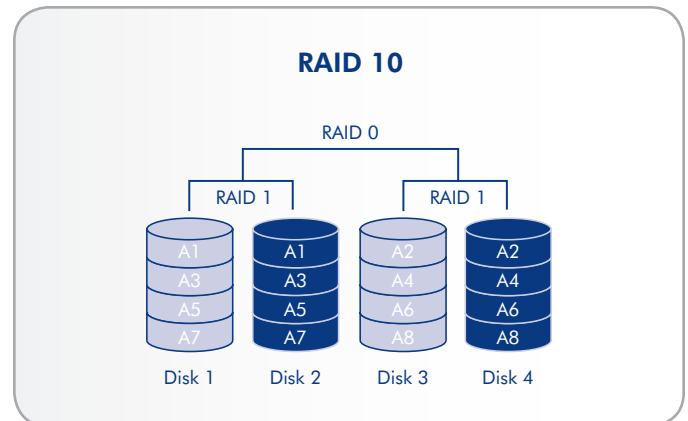 RAID 10
RAID 0
RAID 1 RAID 1
A1 A1 A2 A2
A3 A3 A4 A4
A5 A5 A6 A6
A7 A7 A8 A8
Disk 1 Disk 2 Disk 3 Disk 4